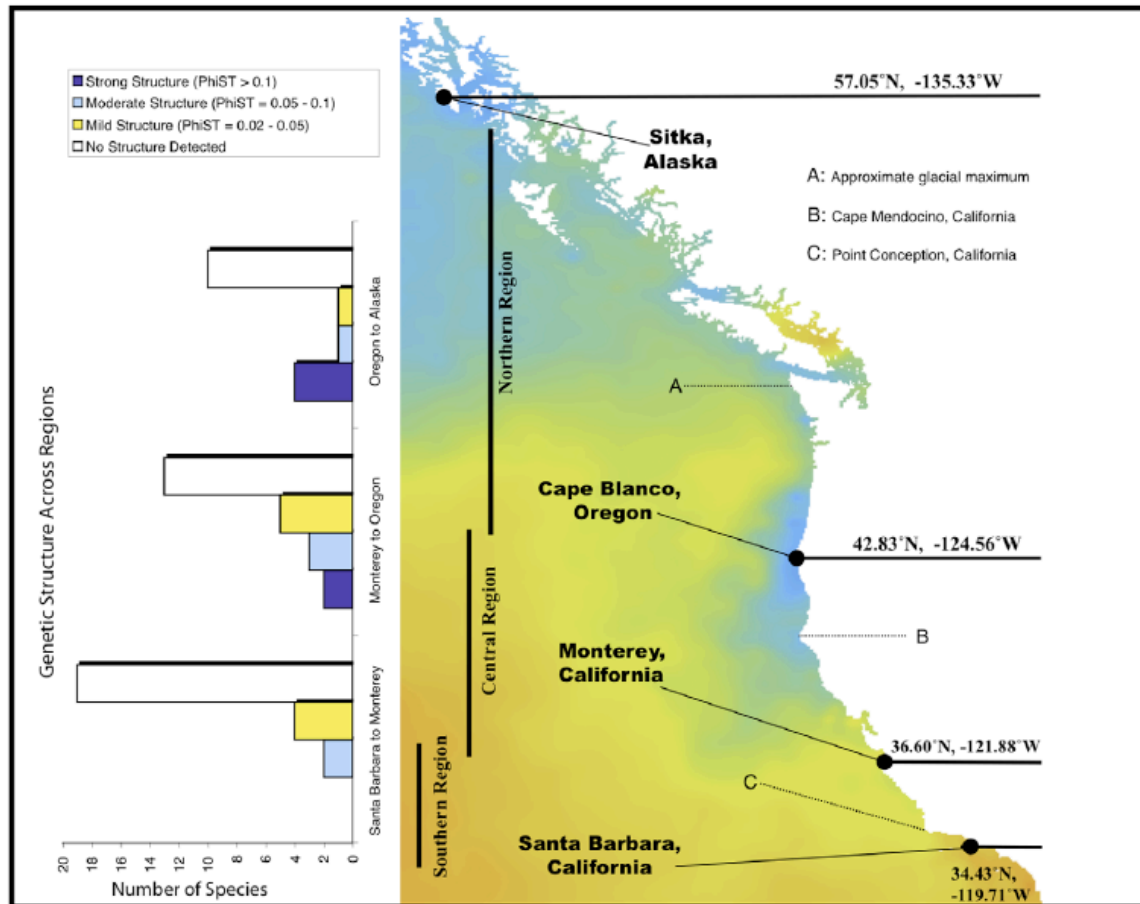 Strong Structure (PhiST > 0.1)
Moderate Structure (PhiST = 0.05 - 0.1)
Mild Structure (PhiST = 0.02 - 0.05)
No Structure Detected
Genetic Structure Across Regions
Oregon to Alaska
Monterey to Oregon
Santa Barbara to Monterey
20 18 16 14 12 10 8 6 4 2 0
Number of Species
Northern Region
Central Region
Southern Region
57.05°N, -135.33°W
Sitka,
Alaska
A: Approximate glacial maximum
B: Cape Mendocino, California
C: Point Conception, California
A
Cape Blanco,
Oregon
42.83°N, -124.56°W
B
Monterey,
California
36.60°N, -121.88°W
C
Santa Barbara,
California
34.43°N,
-119.71°W